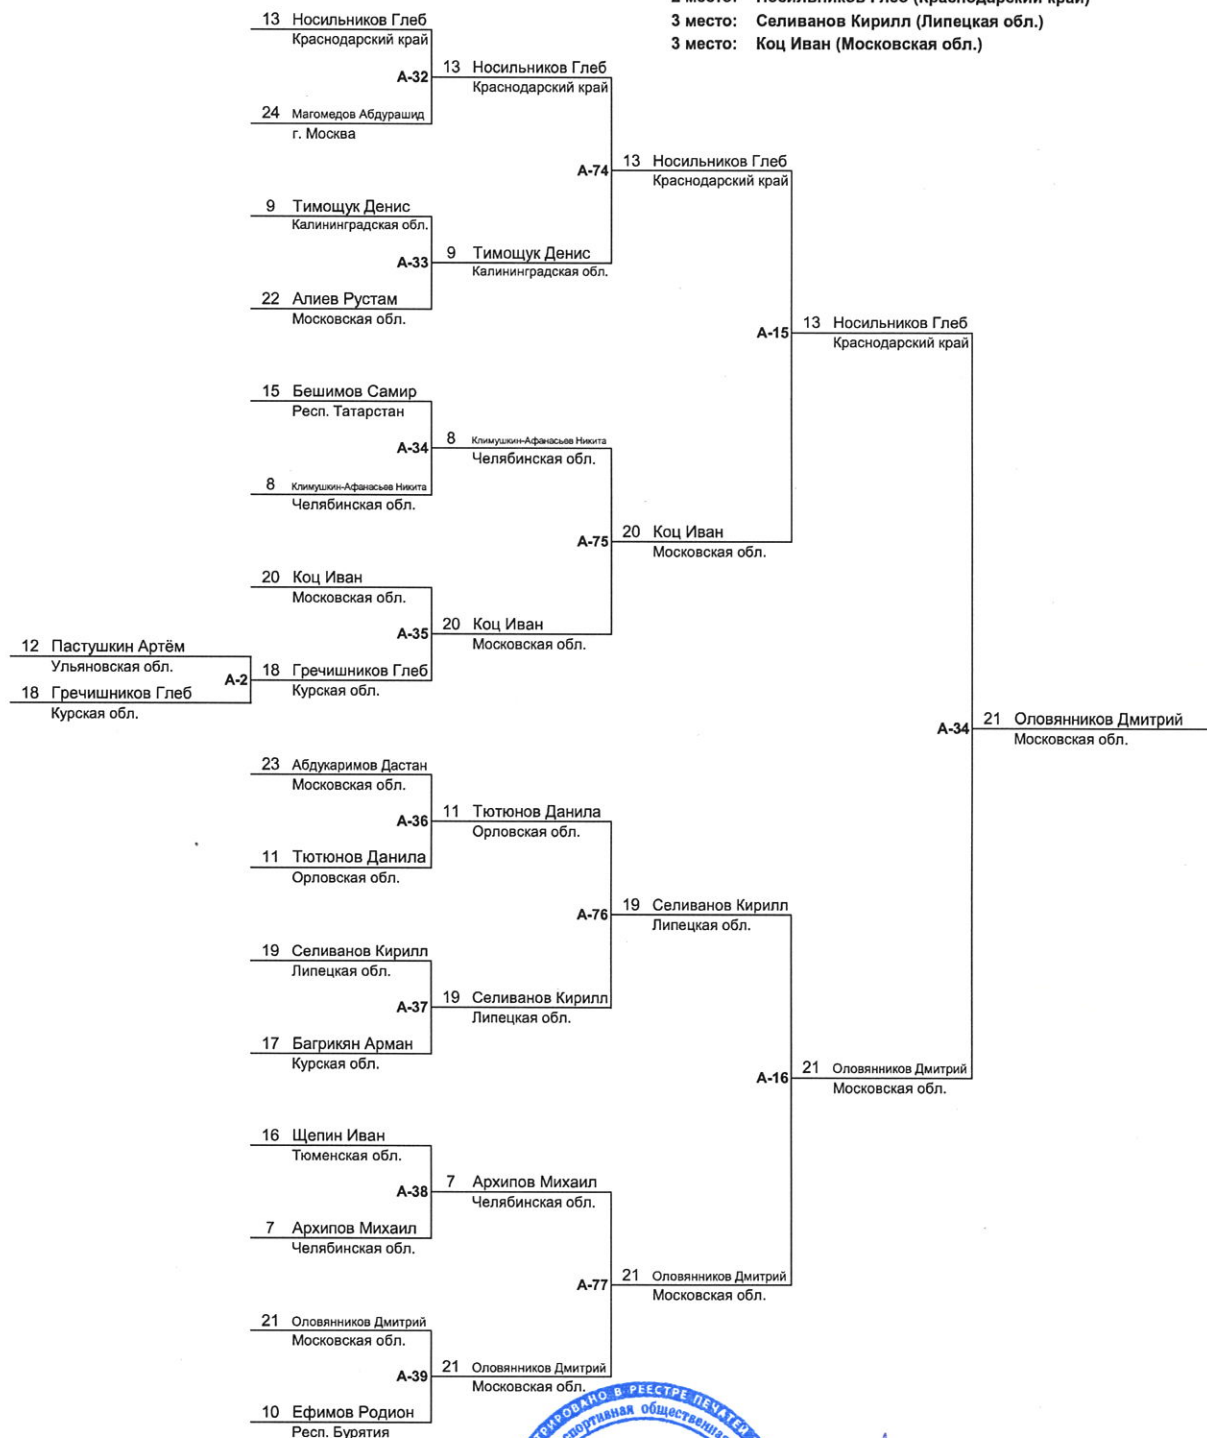 2 место: Носильников Глеб (Краснодарский край)
3 место: Селиванов Кирилл (Липецкая обл.)
3 место: Коц Иван (Московская обл.)
13 Носильников Глеб
Краснодарский край
А-32
13 Носильников Глеб
Краснодарский край
24 Магомедов Абдурашид
г. Москва
А-74
13 Носильников Глеб
Краснодарский край
9 Тимощук Денис
Калининградская обл.
А-33
9 Тимощук Денис
Калининградская обл.
22 Алиев Рустам
Московская обл.
А-15
13 Носильников Глеб
Краснодарский край
15 Бешимов Самир
Респ. Татарстан
А-34
8 Климушкин-Афанасьев Никита
Челябинская обл.
8 Климушкин-Афанасьев Никита
Челябинская обл.
А-75
20 Коц Иван
Московская обл.
20 Коц Иван
Московская обл.
А-35
20 Коц Иван
Московская обл.
12 Пастушкин Артём
Ульяновская обл.
А-2
18 Гречишников Глеб
Курская обл.
18 Гречишников Глеб
Курская обл.
А-34
21 Оловянников Дмитрий
Московская обл.
23 Абдукаримов Дастан
Московская обл.
А-36
11 Тютюнов Данила
Орловская обл.
11 Тютюнов Данила
Орловская обл.
А-76
19 Селиванов Кирилл
Липецкая обл.
19 Селиванов Кирилл
Липецкая обл.
А-37
19 Селиванов Кирилл
Липецкая обл.
17 Багрикян Арман
Курская обл.
А-16
21 Оловянников Дмитрий
Московская обл.
16 Щепин Иван
Тюменская обл.
А-38
7 Архипов Михаил
Челябинская обл.
7 Архипов Михаил
Челябинская обл.
А-77
21 Оловянников Дмитрий
Московская обл.
21 Оловянников Дмитрий
Московская обл.
А-39
21 Оловянников Дмитрий
Московская обл.
10 Ефимов Родион
Респ. Бурятия
В РЕЕСТРЕ ПЕЧАТЕЙ